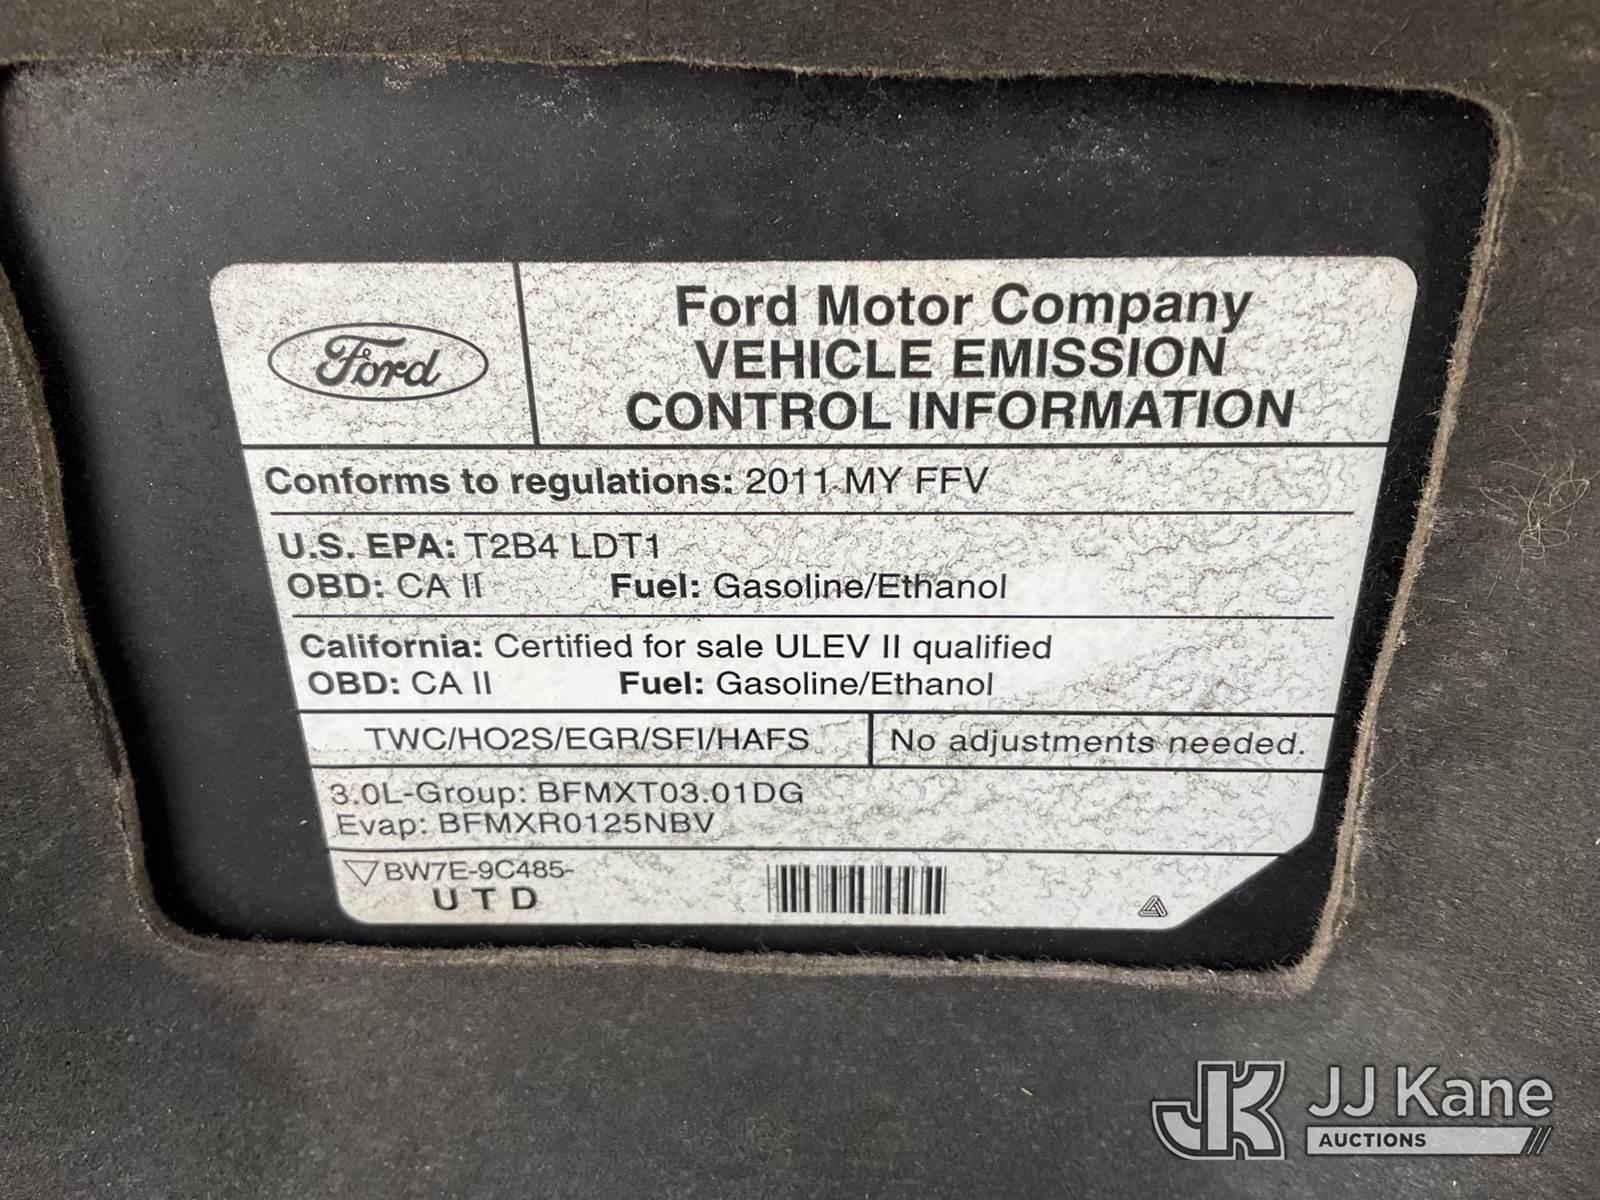 Ford
Ford Motor Company
VEHICLE EMISSION
CONTROL INFORMATION
Conforms to regulations: 2011 MY FFV
U.S. EPA: T2B4 LDT1
OBD: CA II Fuel: Gasoline/Ethanol
California: Certified for sale ULEV II qualified
OBD: CA II Fuel: Gasoline/Ethanol
TWC/HO2S/EGR/SFI/HAFS No adjustments needed.
3.0L-Group: BFMXT03.01DG
Evap: BFMXR0125NBV
BW7E-9C485-
U T D
JK JJ Kane
AUCTIONS